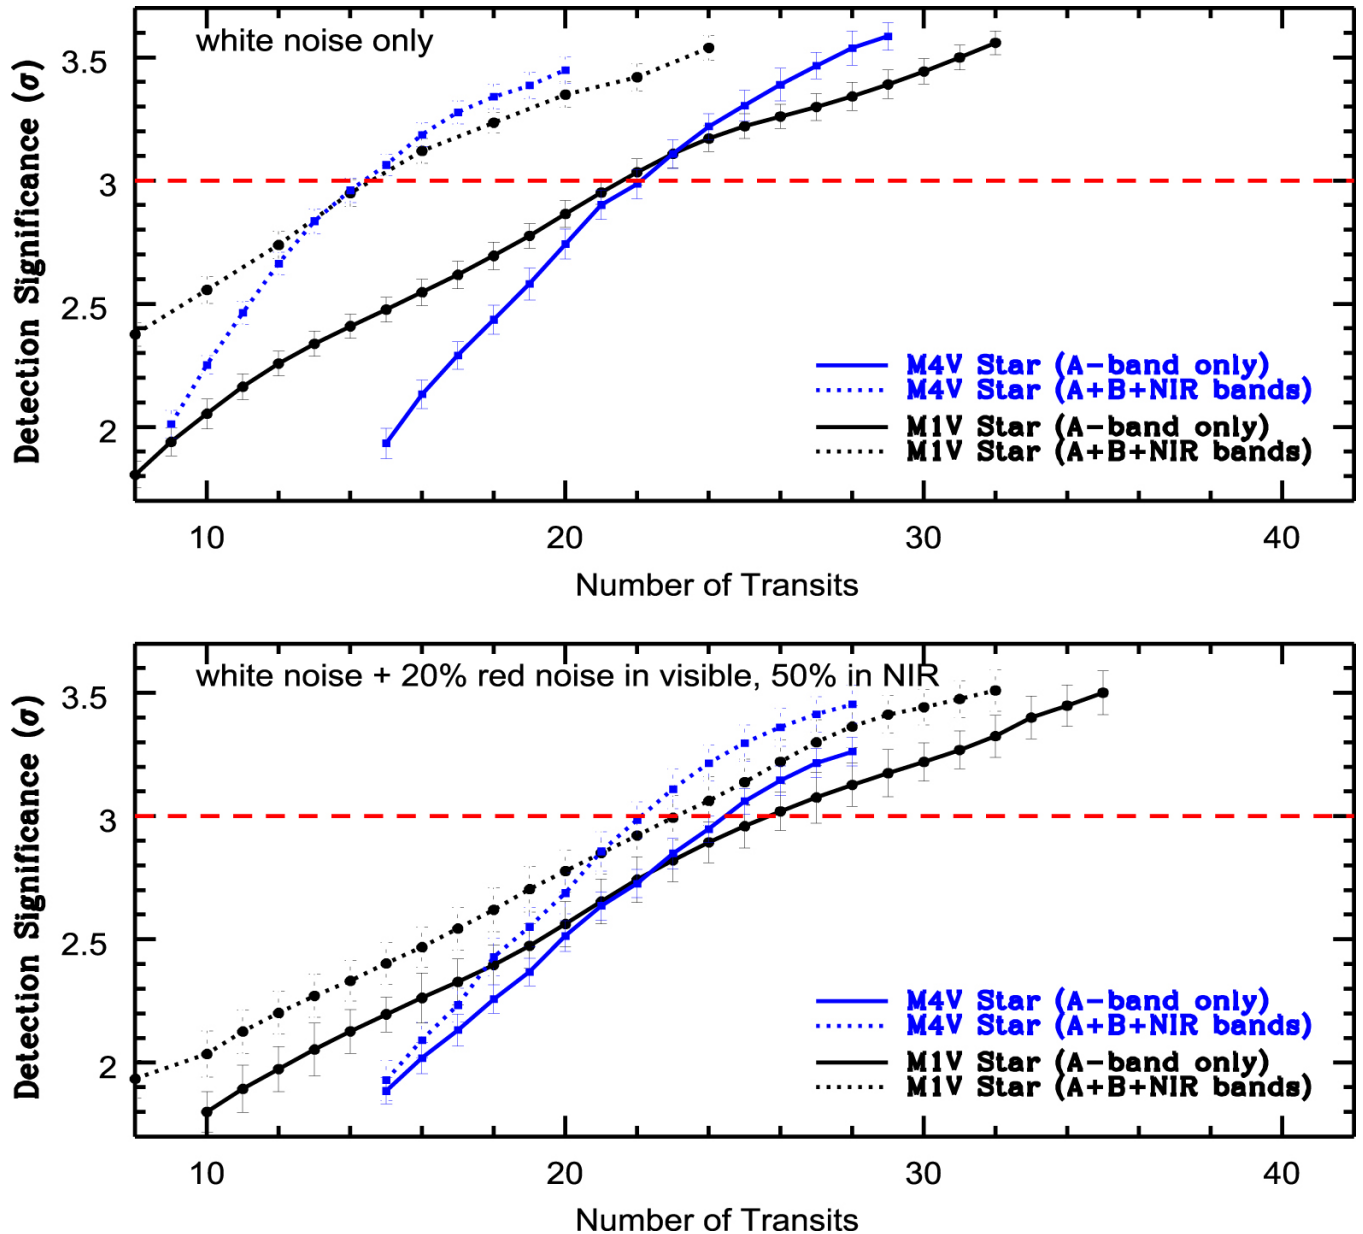 white noise only
3.5
3
2.5
2
Detection Significance (σ)
M4V Star (A-band only)
M4V Star (A+B+NIR bands)
M1V Star (A-band only)
M1V Star (A+B+NIR bands)
10 20 30 40
Number of Transits
white noise + 20% red noise in visible, 50% in NIR
3.5
3
2.5
2
Detection Significance (σ)
M4V Star (A-band only)
M4V Star (A+B+NIR bands)
M1V Star (A-band only)
M1V Star (A+B+NIR bands)
10 20 30 40
Number of Transits